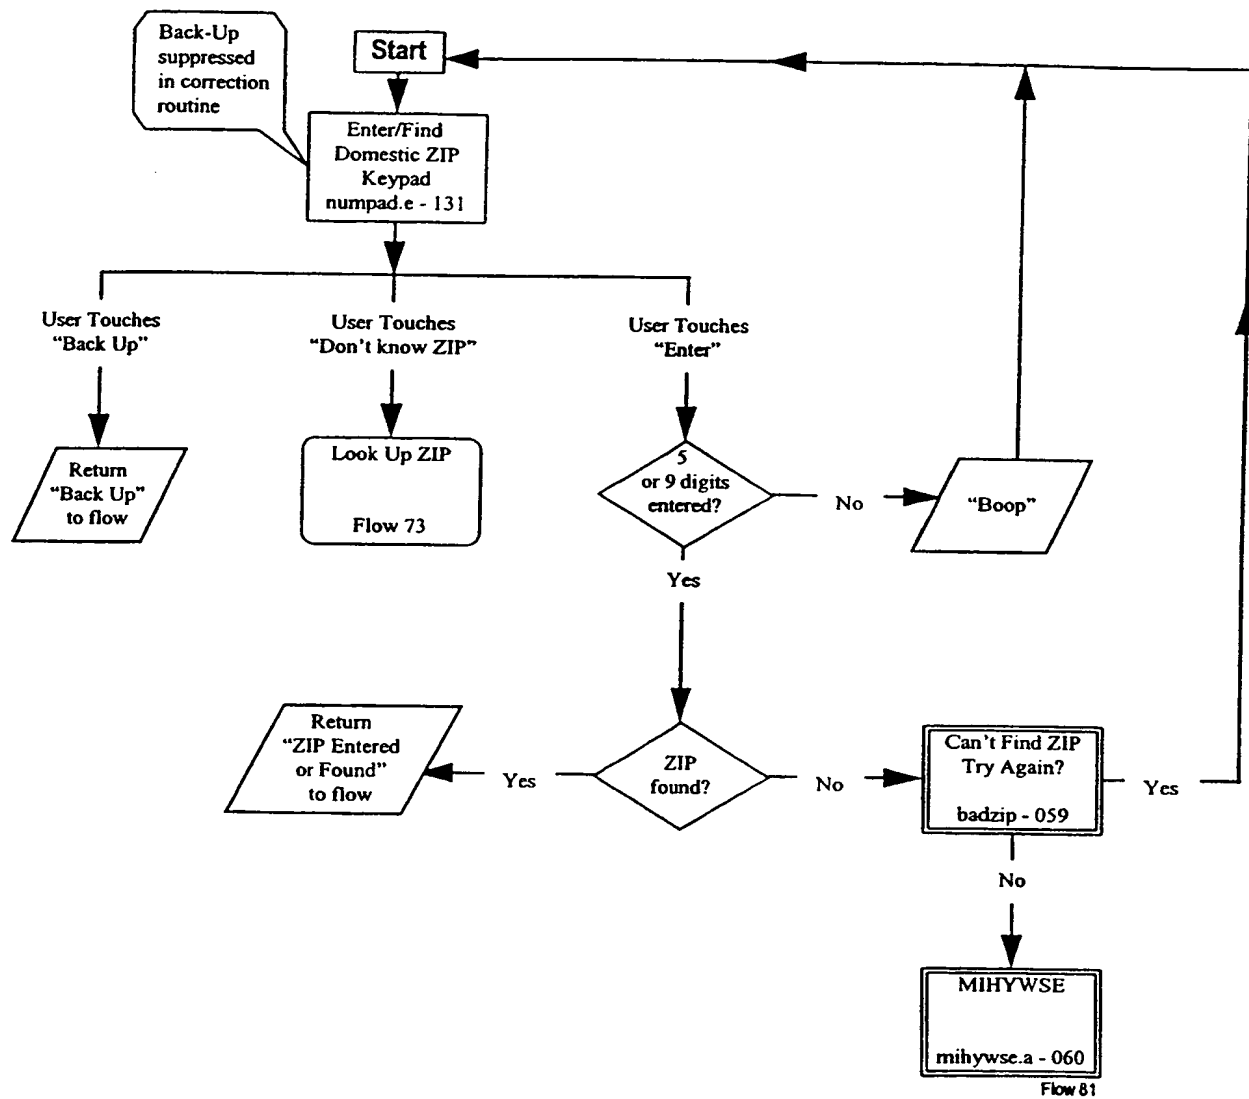 Back-Up
suppressed
in correction
routine
Start
Enter/Find
Domestic ZIP
Keypad
numpad.e - 131
User Touches
“Back Up”
User Touches
“Don't know ZIP”
User Touches
“Enter”
Return
“Back Up”
to flow
Look Up ZIP
Flow 73
5
or 9 digits
entered?
No
“Boop”
Yes
Return
“ZIP Entered
or Found”
to flow
Yes
ZIP
found?
No
Can't Find ZIP
Try Again?
badzip - 059
Yes
No
MIHYWSE
mihywse.a - 060
Flow 81